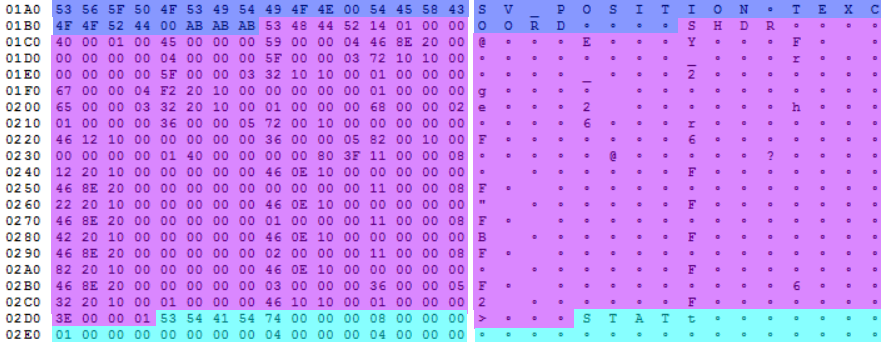 01A0 53 56 5F 50 4F 53 49 54 49 4F 4E 00 54 45 58 43 S V _ P O S I T I O N ∘ T E X C
01B0 4F 4F 52 44 00 AB AB AB 53 48 44 52 14 01 00 00 O O R D ∘ ∘ ∘ ∘ S H D R ∘ ∘ ∘ ∘
01C0 40 00 01 00 45 00 00 00 59 00 00 04 46 8E 20 00 @ ∘ ∘ ∘ E ∘ ∘ ∘ Y ∘ ∘ ∘ F ∘   ∘
01D0 00 00 00 00 04 00 00 00 5F 00 00 03 72 10 10 00 ∘ ∘ ∘ ∘ ∘ ∘ ∘ ∘ _ ∘ ∘ ∘ r ∘ ∘ ∘
01E0 00 00 00 00 5F 00 00 03 32 10 10 00 01 00 00 00 ∘ ∘ ∘ ∘ _ ∘ ∘ ∘ 2 ∘ ∘ ∘ ∘ ∘ ∘ ∘
01F0 67 00 00 04 F2 20 10 00 00 00 00 00 01 00 00 00 g ∘ ∘ ∘ ∘   ∘ ∘ ∘ ∘ ∘ ∘ ∘ ∘ ∘ ∘
0200 65 00 00 03 32 20 10 00 01 00 00 00 68 00 00 02 e ∘ ∘ ∘ 2   ∘ ∘ ∘ ∘ ∘ ∘ h ∘ ∘ ∘
0210 01 00 00 00 36 00 00 05 72 00 10 00 00 00 00 00 ∘ ∘ ∘ ∘ 6 ∘ ∘ ∘ r ∘ ∘ ∘ ∘ ∘ ∘ ∘
0220 46 12 10 00 00 00 00 00 36 00 00 05 82 00 10 00 F ∘ ∘ ∘ ∘ ∘ ∘ ∘ 6 ∘ ∘ ∘ ∘ ∘ ∘ ∘
0230 00 00 00 00 01 40 00 00 00 00 80 3F 11 00 00 08 ∘ ∘ ∘ ∘ ∘ @ ∘ ∘ ∘ ∘ ∘ ? ∘ ∘ ∘ ∘
0240 12 20 10 00 00 00 00 00 46 0E 10 00 00 00 00 00 ∘   ∘ ∘ ∘ ∘ ∘ ∘ F ∘ ∘ ∘ ∘ ∘ ∘ ∘
0250 46 8E 20 00 00 00 00 00 00 00 00 00 11 00 00 08 F ∘   ∘ ∘ ∘ ∘ ∘ ∘ ∘ ∘ ∘ ∘ ∘ ∘ ∘
0260 22 20 10 00 00 00 00 00 46 0E 10 00 00 00 00 00 "   ∘ ∘ ∘ ∘ ∘ ∘ F ∘ ∘ ∘ ∘ ∘ ∘ ∘
0270 46 8E 20 00 00 00 00 00 01 00 00 00 11 00 00 08 F ∘   ∘ ∘ ∘ ∘ ∘ ∘ ∘ ∘ ∘ ∘ ∘ ∘ ∘
0280 42 20 10 00 00 00 00 00 46 0E 10 00 00 00 00 00 B   ∘ ∘ ∘ ∘ ∘ ∘ F ∘ ∘ ∘ ∘ ∘ ∘ ∘
0290 46 8E 20 00 00 00 00 00 02 00 00 00 11 00 00 08 F ∘   ∘ ∘ ∘ ∘ ∘ ∘ ∘ ∘ ∘ ∘ ∘ ∘ ∘
02A0 82 20 10 00 00 00 00 00 46 0E 10 00 00 00 00 00 ∘   ∘ ∘ ∘ ∘ ∘ ∘ F ∘ ∘ ∘ ∘ ∘ ∘ ∘
02B0 46 8E 20 00 00 00 00 00 03 00 00 00 36 00 00 05 F ∘   ∘ ∘ ∘ ∘ ∘ ∘ ∘ ∘ ∘ 6 ∘ ∘ ∘
02C0 32 20 10 00 01 00 00 00 46 10 10 00 01 00 00 00 2   ∘ ∘ ∘ ∘ ∘ ∘ F ∘ ∘ ∘ ∘ ∘ ∘ ∘
02D0 3E 00 00 01 53 54 41 54 74 00 00 00 08 00 00 00 > ∘ ∘ ∘ S T A T t ∘ ∘ ∘ ∘ ∘ ∘ ∘
02E0 01 00 00 00 00 00 00 00 04 00 00 00 04 00 00 00 ∘ ∘ ∘ ∘ ∘ ∘ ∘ ∘ ∘ ∘ ∘ ∘ ∘ ∘ ∘ ∘